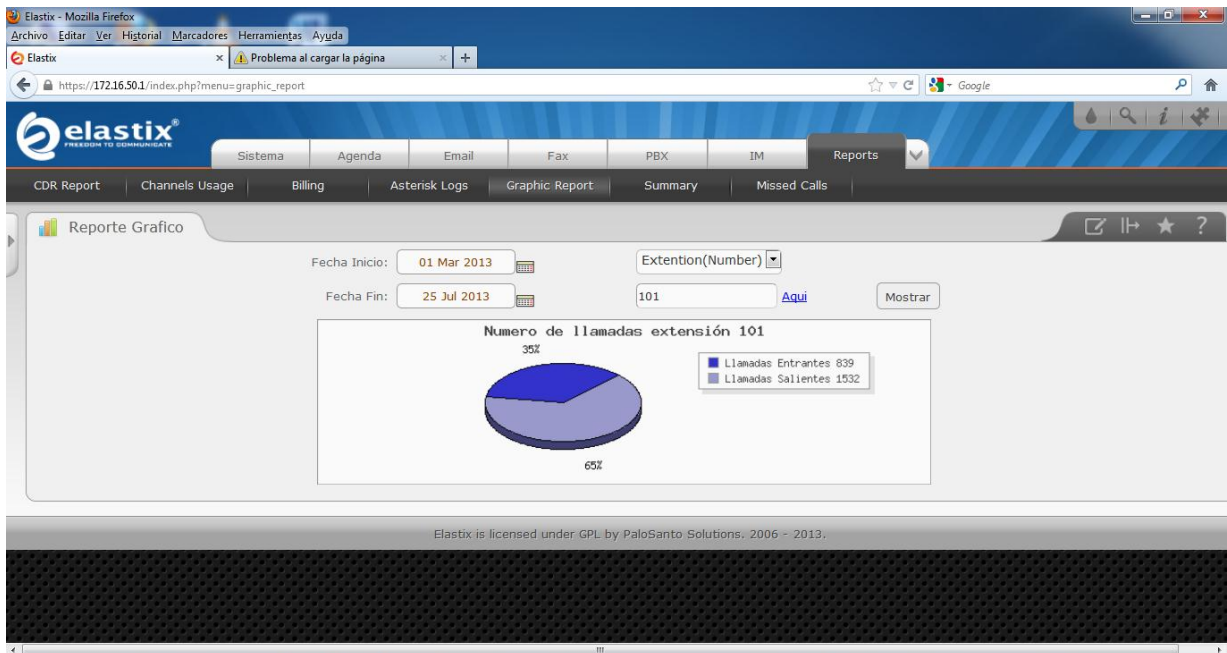 Elastix - Mozilla Firefox
Archivo Editar Ver Historial Marcadores Herramientas Ayuda
Elastix × Problema al cargar la página × +
https://172.16.50.1/index.php?menu=graphic_report Google
elastix®
FREEDOM TO COMMUNICATE
Sistema Agenda Email Fax PBX IM Reports
CDR Report Channels Usage Billing Asterisk Logs Graphic Report Summary Missed Calls
Reporte Grafico
Fecha Inicio: 01 Mar 2013 Extention(Number)
Fecha Fin: 25 Jul 2013 101 Aqui Mostrar
Numero de llamadas extensión 101
35%
Llamadas Entrantes 839
Llamadas Salientes 1532
65%
Elastix is licensed under GPL by PaloSanto Solutions. 2006 - 2013.